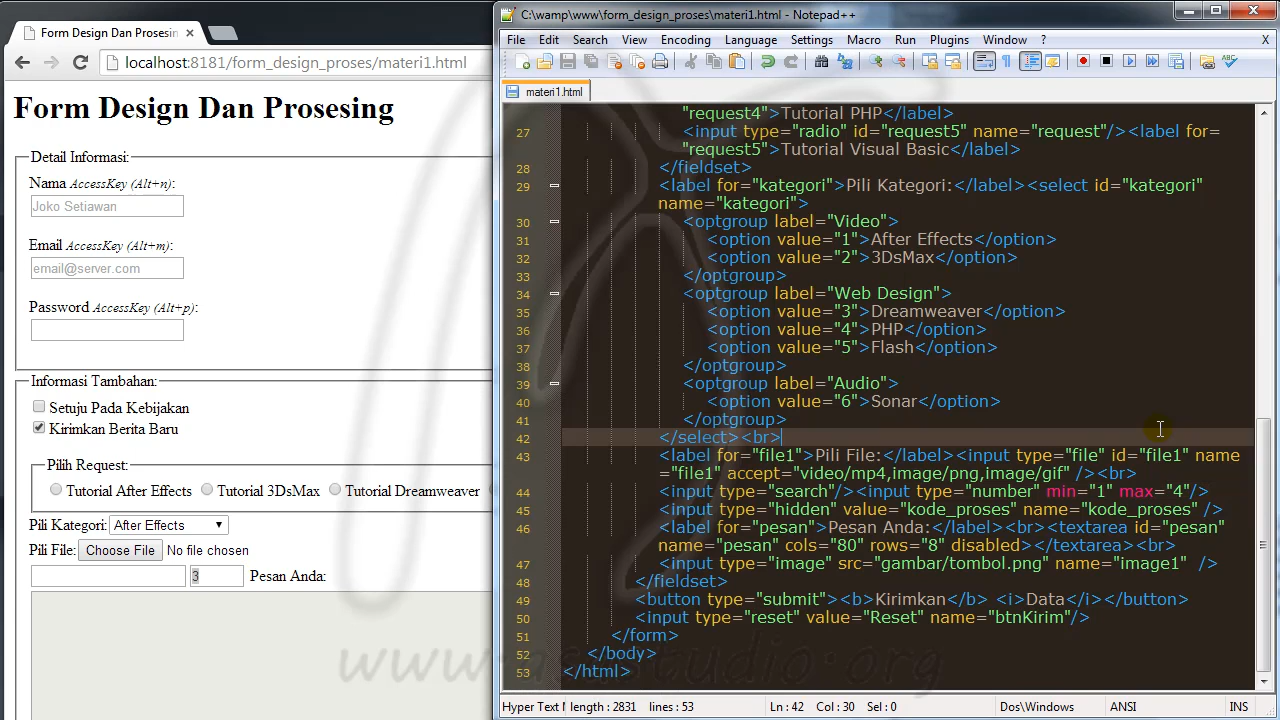 Form Design Dan Prosesin
localhost:8181/form_design_proses/materi1.html
Form Design Dan Prosesing
Detail Informasi:
Nama AccessKey (Alt+n):
Joko Setiawan
Email AccessKey (Alt+m):
email@server.com
Password AccessKey (Alt+p):
Informasi Tambahan:
Setuju Pada Kebijakan
Kirimkan Berita Baru
Pilih Request:
Tutorial After Effects Tutorial 3DsMax Tutorial Dreamweaver
Pili Kategori: After Effects
Pili File: Choose File No file chosen
3 Pesan Anda:
C:\wamp\www\form_design_proses\materi1.html - Notepad++
File Edit Search View Encoding Language Settings Macro Run Plugins Window ? X
materi1.html
"request4">Tutorial PHP</label>
27 <input type="radio" id="request5" name="request"/><label for=
"request5">Tutorial Visual Basic</label>
28 </fieldset>
29 <label for="kategori">Pili Kategori:</label><select id="kategori"
name="kategori">
30 <optgroup label="Video">
31 <option value="1">After Effects</option>
32 <option value="2">3DsMax</option>
33 </optgroup>
34 <optgroup label="Web Design">
35 <option value="3">Dreamweaver</option>
36 <option value="4">PHP</option>
37 <option value="5">Flash</option>
38 </optgroup>
39 <optgroup label="Audio">
40 <option value="6">Sonar</option>
41 </optgroup>
42 </select><br>
43 <label for="file1">Pili File:</label><input type="file" id="file1" name
="file1" accept="video/mp4,image/png,image/gif" /><br>
44 <input type="search"/><input type="number" min="1" max="4"/>
45 <input type="hidden" value="kode_proses" name="kode_proses" />
46 <label for="pesan">Pesan Anda:</label><br><textarea id="pesan"
name="pesan" cols="80" rows="8" disabled></textarea><br>
47 <input type="image" src="gambar/tombol.png" name="image1" />
48 </fieldset>
49 <button type="submit"><b>Kirimkan</b> <i>Data</i></button>
50 <input type="reset" value="Reset" name="btnKirim"/>
51 </form>
52 </body>
53 </html>
Hyper Text M length : 2831 lines : 53 Ln : 42 Col : 30 Sel : 0 Dos\Windows ANSI INS